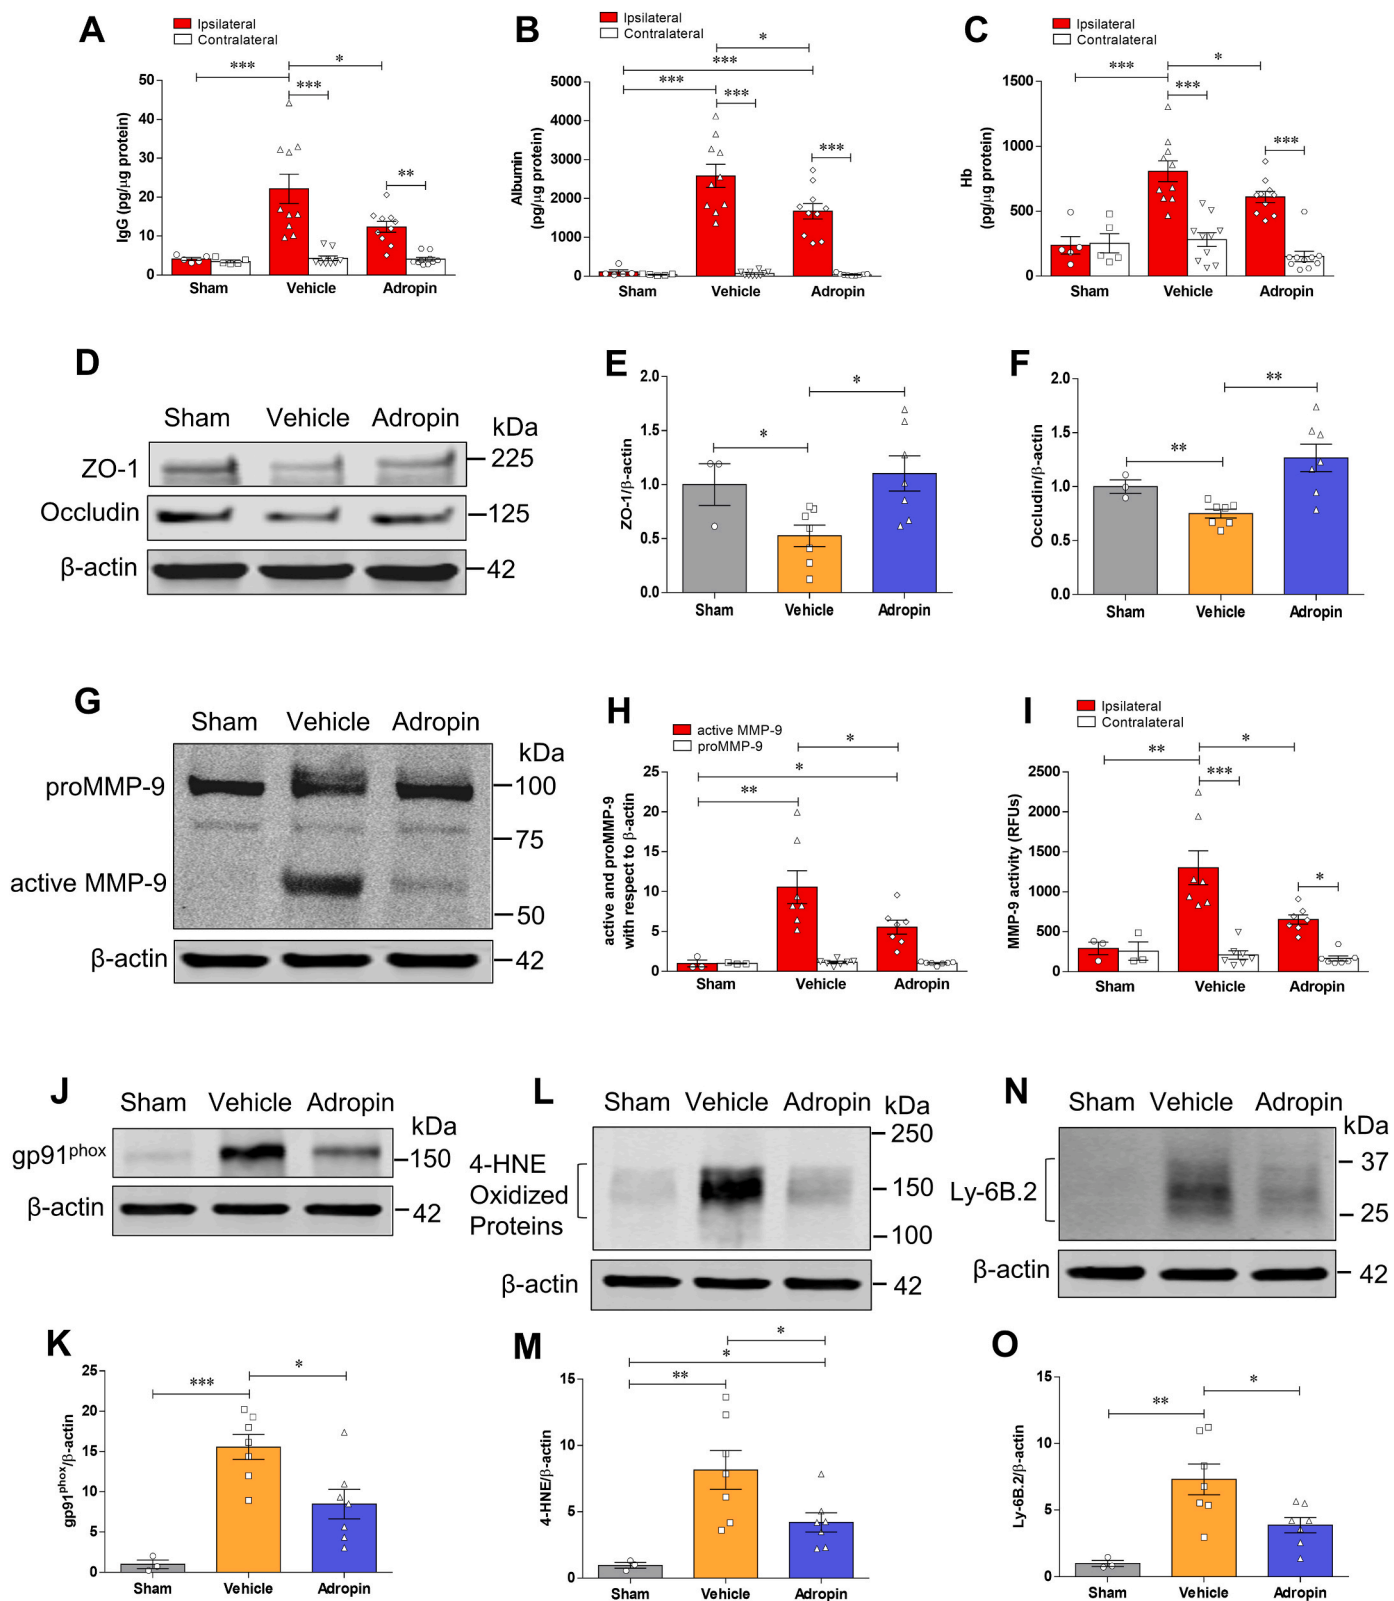 A
Ipsilateral
Contralateral
***
*
***
**
IgG (pg/µg protein)
50
40
30
20
10
0
Sham Vehicle Adropin
B
Ipsilateral
Contralateral
*
***
***
***
***
Albumin
(pg/µg protein)
5000
4000
3000
2000
1000
0
Sham Vehicle Adropin
C
Ipsilateral
Contralateral
***
*
***
***
Hb
(pg/µg protein)
1500
1000
500
0
Sham Vehicle Adropin
D
Sham Vehicle Adropin
kDa
ZO-1
225
Occludin
125
β-actin
42
E
*
*
ZO-1/β-actin
2.0
1.5
1.0
0.5
0.0
Sham Vehicle Adropin
F
**
**
Occludin/β-actin
2.0
1.5
1.0
0.5
0.0
Sham Vehicle Adropin
G
Sham Vehicle Adropin
kDa
proMMP-9
100
75
active MMP-9
50
β-actin
42
H
active MMP-9
proMMP-9
*
*
**
active and proMMP-9
with respect to β-actin
25
20
15
10
5
0
Sham Vehicle Adropin
I
Ipsilateral
Contralateral
**
*
***
*
MMP-9 activity (RFUs)
2500
2000
1500
1000
500
0
Sham Vehicle Adropin
J
Sham Vehicle Adropin
kDa
gp91phox
150
β-actin
42
L
Sham Vehicle Adropin
kDa
250
4-HNE
Oxidized
Proteins
150
100
β-actin
42
N
Sham Vehicle Adropin
kDa
37
Ly-6B.2
25
β-actin
42
K
***
*
gp91phox/β-actin
25
20
15
10
5
0
Sham Vehicle Adropin
M
*
*
**
4-HNE/β-actin
15
10
5
0
Sham Vehicle Adropin
O
**
*
Ly-6B.2/β-actin
15
10
5
0
Sham Vehicle Adropin